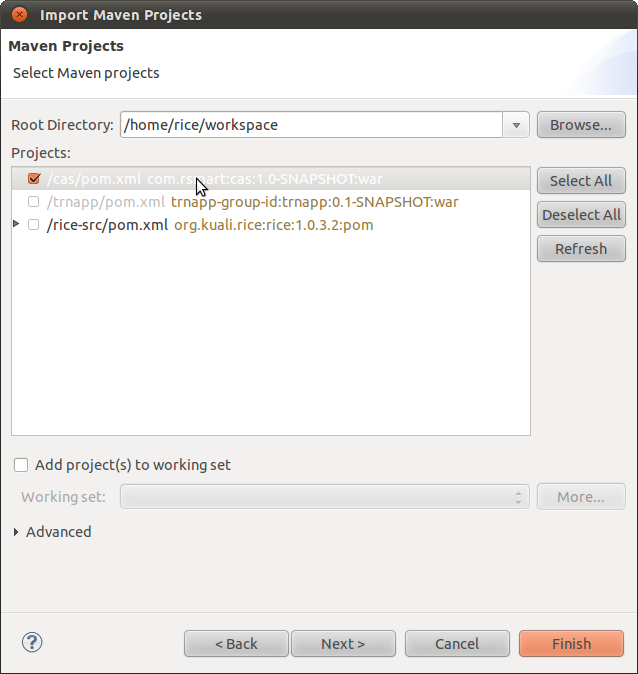 Import Maven Projects
Maven Projects
Select Maven projects
Root Directory: /home/rice/workspace Browse...
Projects:
/cas/pom.xml com.rsmart:cas:1.0-SNAPSHOT:war Select All
/trnapp/pom.xml trnapp-group-id:trnapp:0.1-SNAPSHOT:war Deselect All
/rice-src/pom.xml org.kuali.rice:rice:1.0.3.2:pom
Refresh
Add project(s) to working set
Working set: More...
Advanced
? < Back Next > Cancel Finish